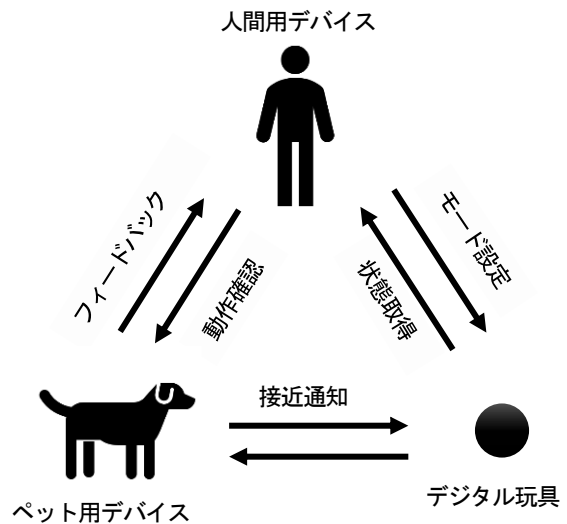 人間用デバイス
フィードバック
動作確認
状態取得
モード設定
接近通知
ペット用デバイス
デジタル玩具